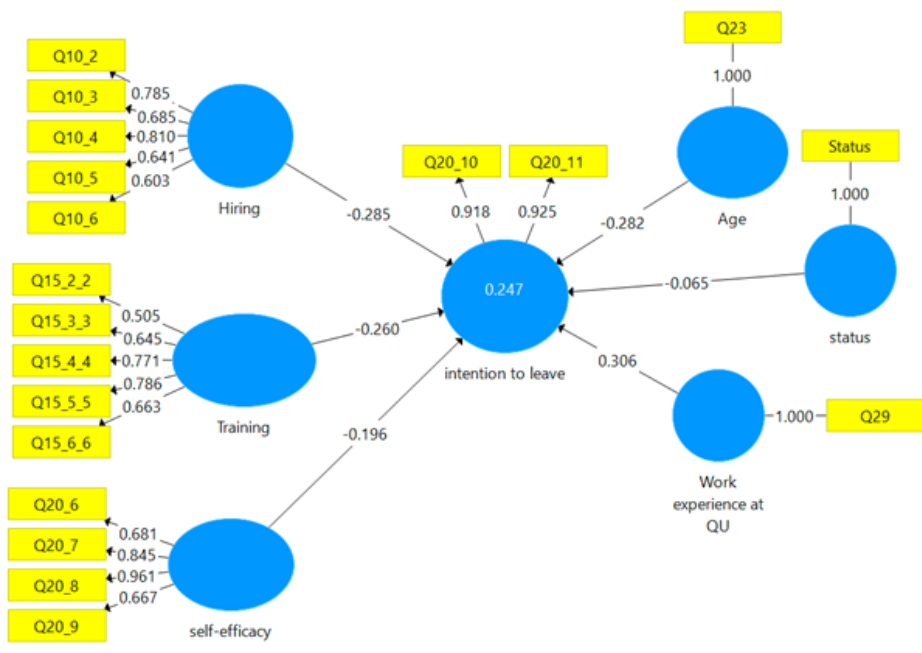 Q10_2
Q10_3
Q10_4
Q10_5
Q10_6
0.785
0.685
0.810
0.641
0.603
Hiring
-0.285
Q15_2_2
Q15_3_3
Q15_4_4
Q15_5_5
Q15_6_6
0.505
0.645
0.771
0.786
0.663
Training
-0.260
Q20_6
Q20_7
Q20_8
Q20_9
0.681
0.845
0.961
0.667
self-efficacy
-0.196
Q20_10
Q20_11
0.918
0.925
0.247
intention to leave
Q23
1.000
Age
-0.282
Status
1.000
status
-0.065
0.306
1.000
Q29
Work
experience at
QU